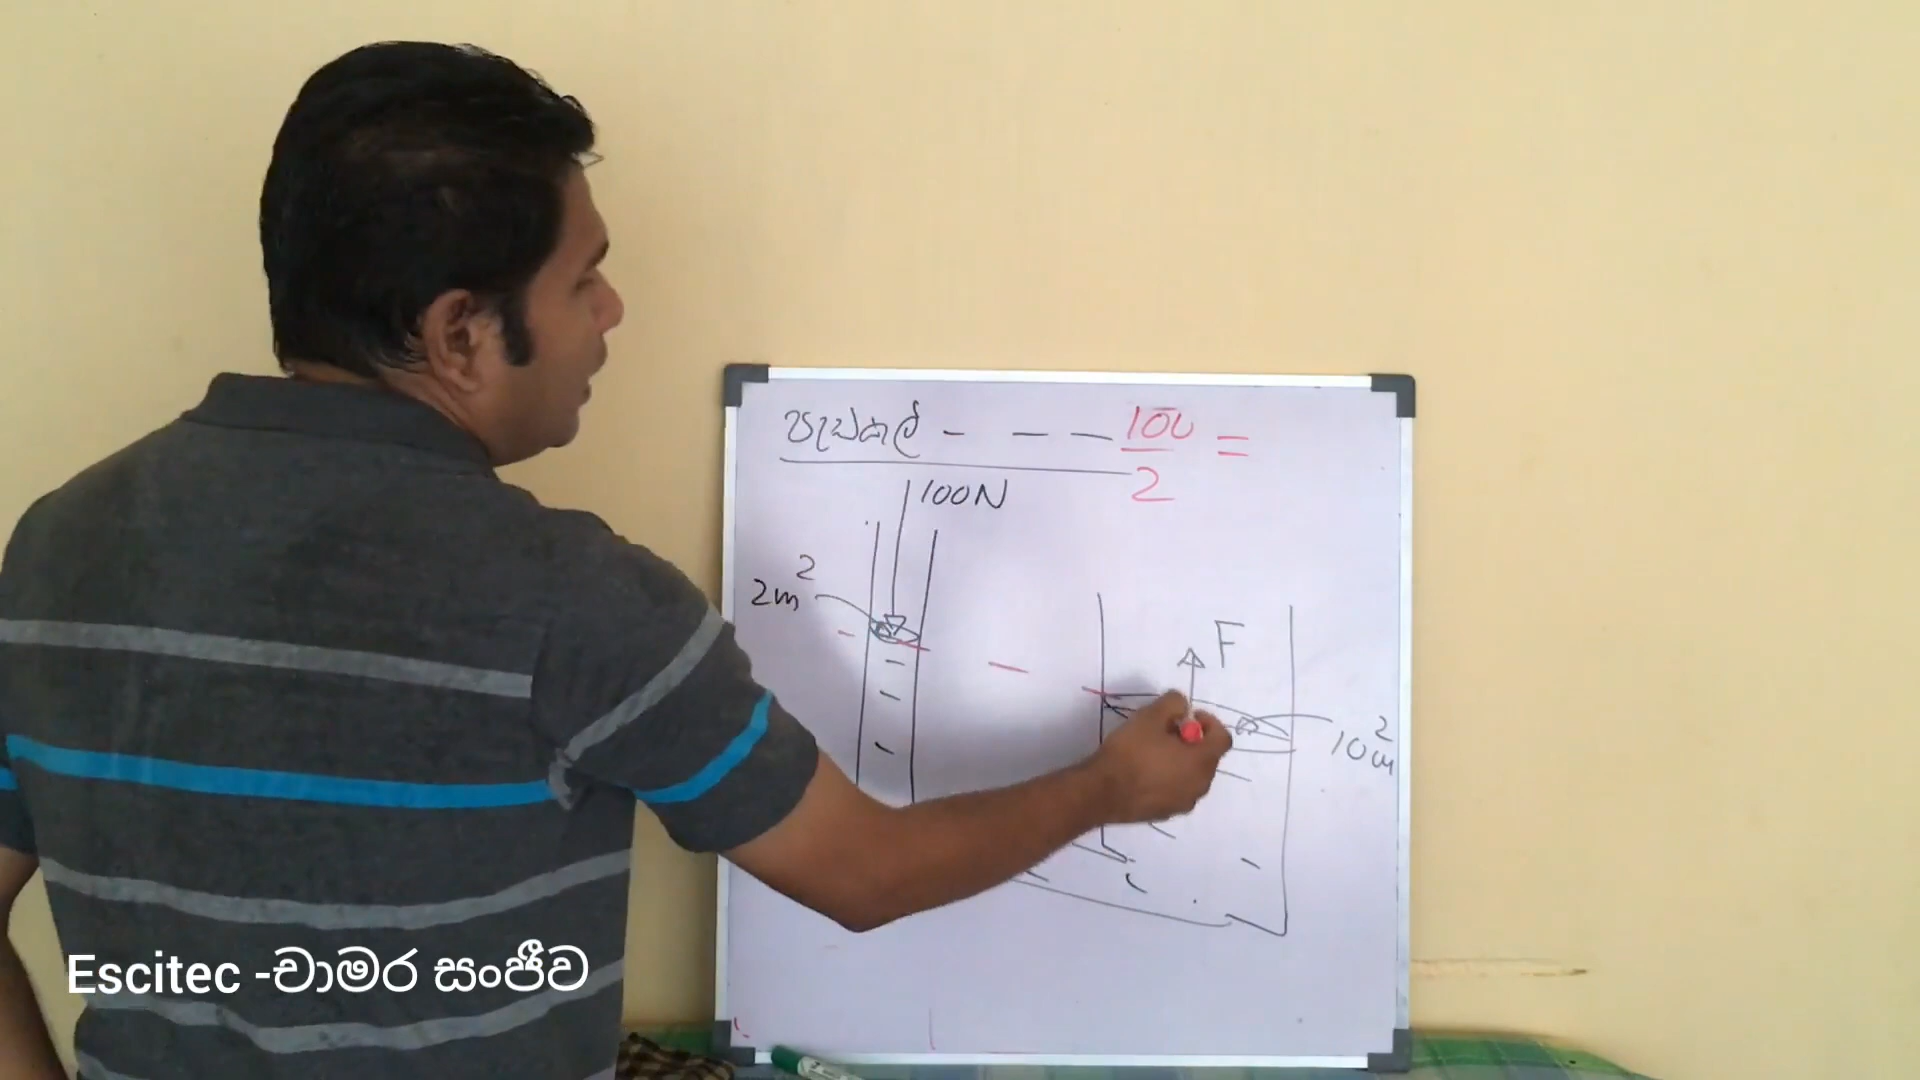 පැස්කල් - - - 100/2 =
100N
2m²
F
10m²
Escitec -චාමර සංජීව